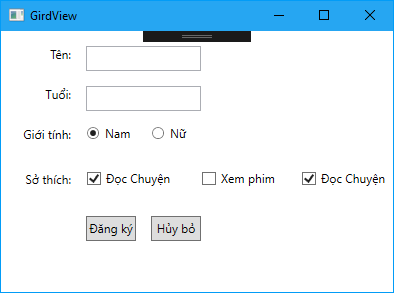 GirdView
Tên:
Tuổi:
Giới tính: Nam Nữ
Sở thích: Đọc Chuyện Xem phim Đọc Chuyện
Đăng ký Hủy bỏ